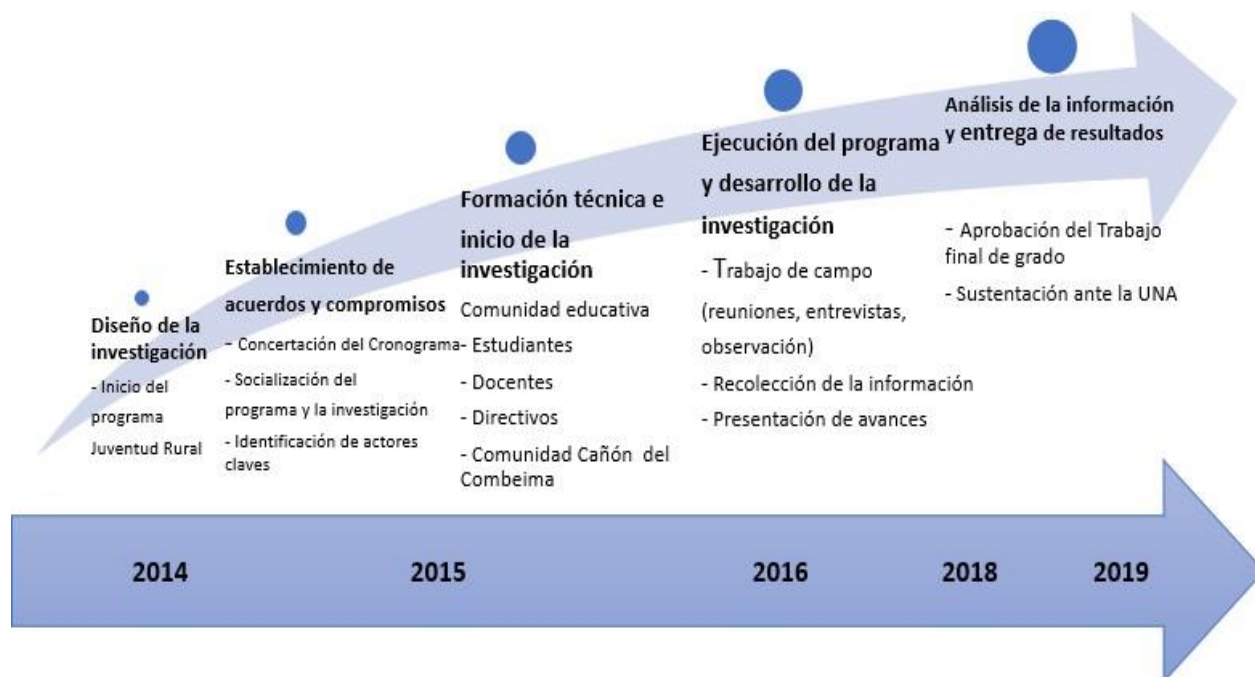 Diseño de la
investigación
- Inicio del
programa
Juventud Rural
Establecimiento de
acuerdos y compromisos
- Concertación del Cronograma
- Socialización del
programa y la investigación
- Identificación de actores
claves
Formación técnica e
inicio de la
investigación
Comunidad educativa
- Estudiantes
- Docentes
- Directivos
- Comunidad Cañón del
Combeima
Ejecución del programa
y desarrollo de la
investigación
- Trabajo de campo
(reuniones, entrevistas,
observación)
- Recolección de la información
- Presentación de avances
Análisis de la información
y entrega de resultados
- Aprobación del Trabajo
final de grado
- Sustentación ante la UNA
2014 2015 2016 2018 2019